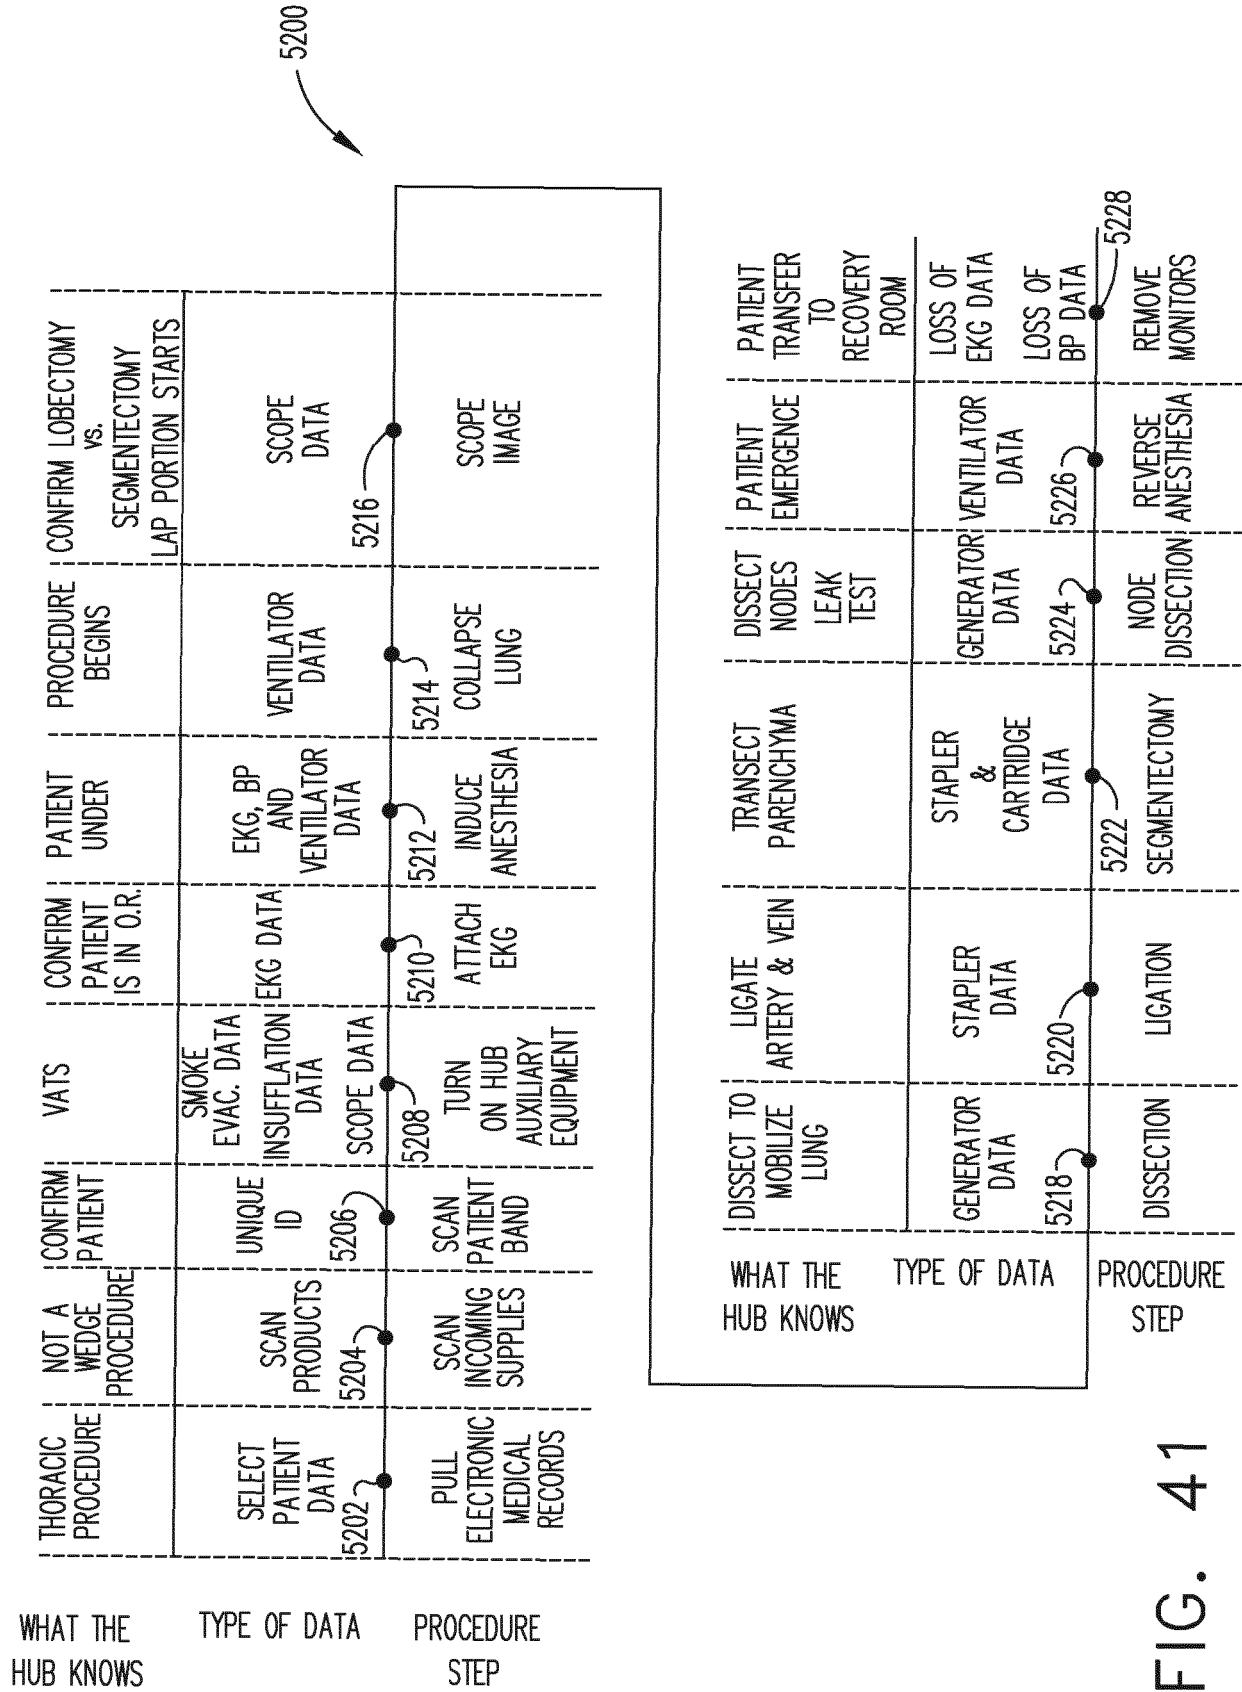 5200
WHAT THE
HUB KNOWS
THORACIC
PROCEDURE
NOT A
WEDGE
PROCEDURE
CONFIRM
PATIENT
VATS
CONFIRM
PATIENT
IS IN O.R.
PATIENT
UNDER
PROCEDURE
BEGINS
CONFIRM LOBECTOMY
vs.
SEGMENTECTOMY
LAP PORTION STARTS
TYPE OF DATA
SELECT
PATIENT
DATA
5202
SCAN
PRODUCTS
5204
UNIQUE
ID
5206
SMOKE
EVAC. DATA
INSUFFLATION
DATA
SCOPE DATA
5208
EKG DATA
5210
EKG, BP
AND
VENTILATOR
DATA
5212
VENTILATOR
DATA
5214
SCOPE
DATA
5216
PROCEDURE
STEP
PULL
ELECTRONIC
MEDICAL
RECORDS
SCAN
INCOMING
SUPPLIES
SCAN
PATIENT
BAND
TURN
ON HUB
AUXILIARY
EQUIPMENT
ATTACH
EKG
INDUCE
ANESTHESIA
COLLAPSE
LUNG
SCOPE
IMAGE
WHAT THE
HUB KNOWS
DISSECT TO
MOBILIZE
LUNG
LIGATE
ARTERY & VEIN
TRANSECT
PARENCHYMA
DISSECT
NODES
LEAK
TEST
PATIENT
EMERGENCE
PATIENT
TRANSFER
TO
RECOVERY
ROOM
TYPE OF DATA
GENERATOR
DATA
5218
STAPLER
DATA
5220
STAPLER
&
CARTRIDGE
DATA
5222
GENERATOR
DATA
5224
VENTILATOR
DATA
5226
LOSS OF
EKG DATA
LOSS OF
BP DATA
5228
PROCEDURE
STEP
DISSECTION
LIGATION
SEGMENTECTOMY
NODE
DISSECTION
REVERSE
ANESTHESIA
REMOVE
MONITORS
FIG. 41